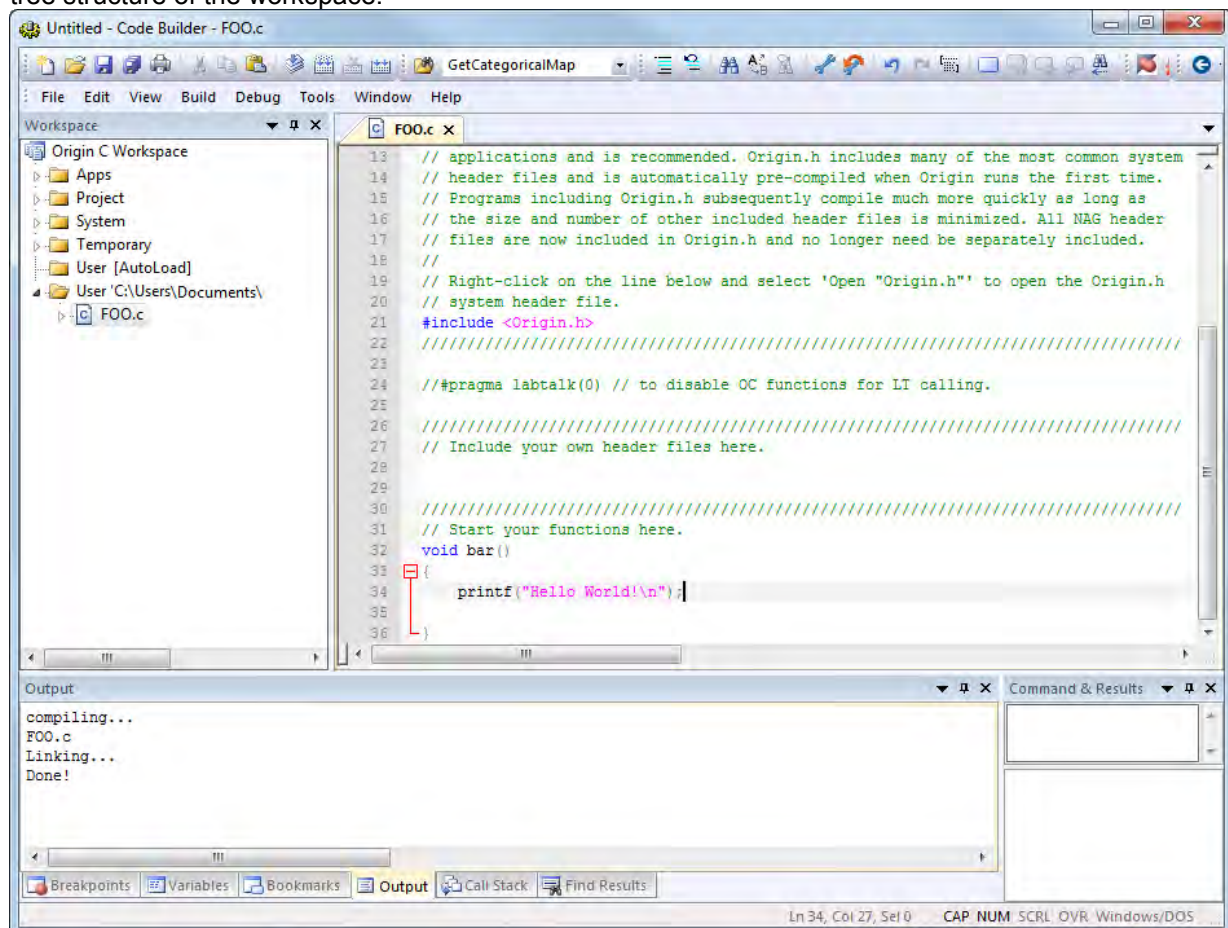 tree structure of the workspace.
Untitled - Code Builder - FOO.c
GetCategoricalMap
File Edit View Build Debug Tools Window Help
Workspace
Origin C Workspace
Apps
Project
System
Temporary
User [AutoLoad]
User 'C:\Users\Documents\
FOO.c
FOO.c
13 // applications and is recommended. Origin.h includes many of the most common system
14 // header files and is automatically pre-compiled when Origin runs the first time.
15 // Programs including Origin.h subsequently compile much more quickly as long as
16 // the size and number of other included header files is minimized. All NAG header
17 // files are now included in Origin.h and no longer need be separately included.
18 //
19 // Right-click on the line below and select 'Open "Origin.h"' to open the Origin.h
20 // system header file.
21 #include <Origin.h>
22 ////////////////////////////////////////////////////////////////////////////////////
23
24 //#pragma labtalk(0) // to disable OC functions for LT calling.
25
26 ////////////////////////////////////////////////////////////////////////////////////
27 // Include your own header files here.
28
29
30 ////////////////////////////////////////////////////////////////////////////////////
31 // Start your functions here.
32 void bar()
33 {
34 printf("Hello World!\n");
35
36 }
Output
compiling...
FOO.c
Linking...
Done!
Command & Results
Breakpoints Variables Bookmarks Output Call Stack Find Results
Ln 34, Col 27, Sel 0 CAP NUM SCRL OVR Windows/DOS